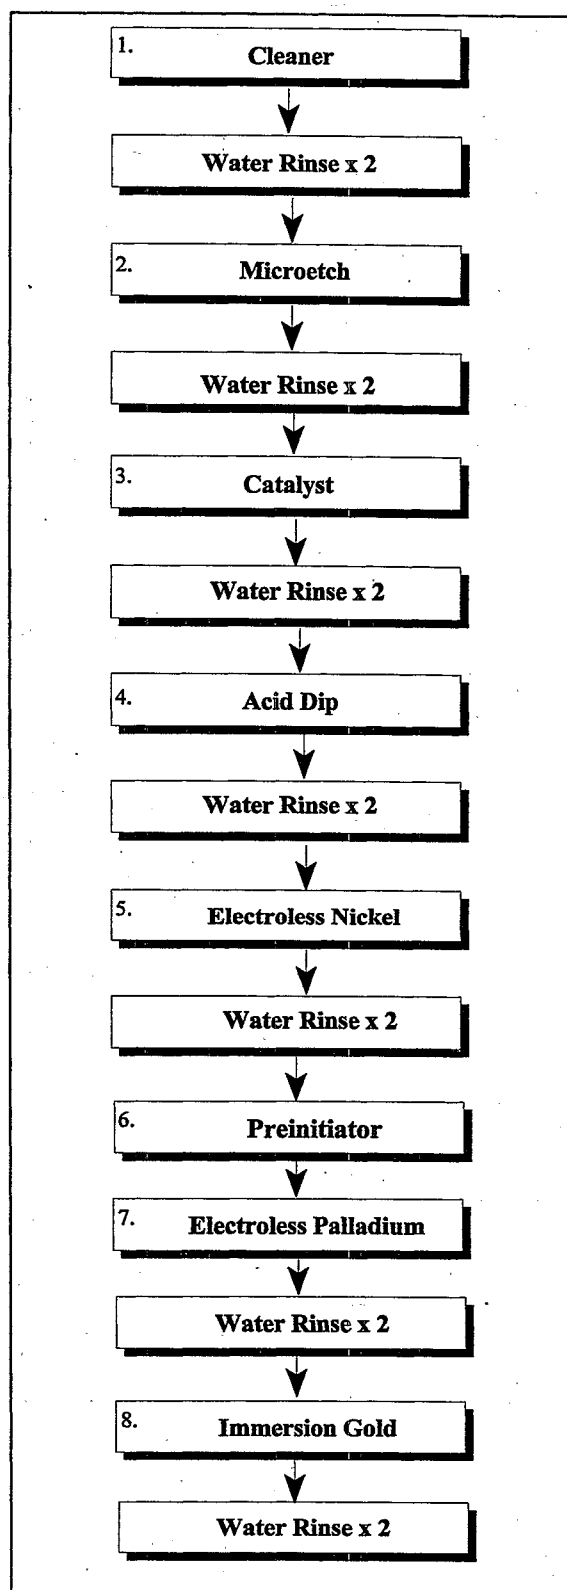 1. Cleaner
Water Rinse x 2
2. Microetch
Water Rinse x 2
3. Catalyst
Water Rinse x 2
4. Acid Dip
Water Rinse x 2
5. Electroless Nickel
Water Rinse x 2
6. Preinitiator
7. Electroless Palladium
Water Rinse x 2
8. Immersion Gold
Water Rinse x 2